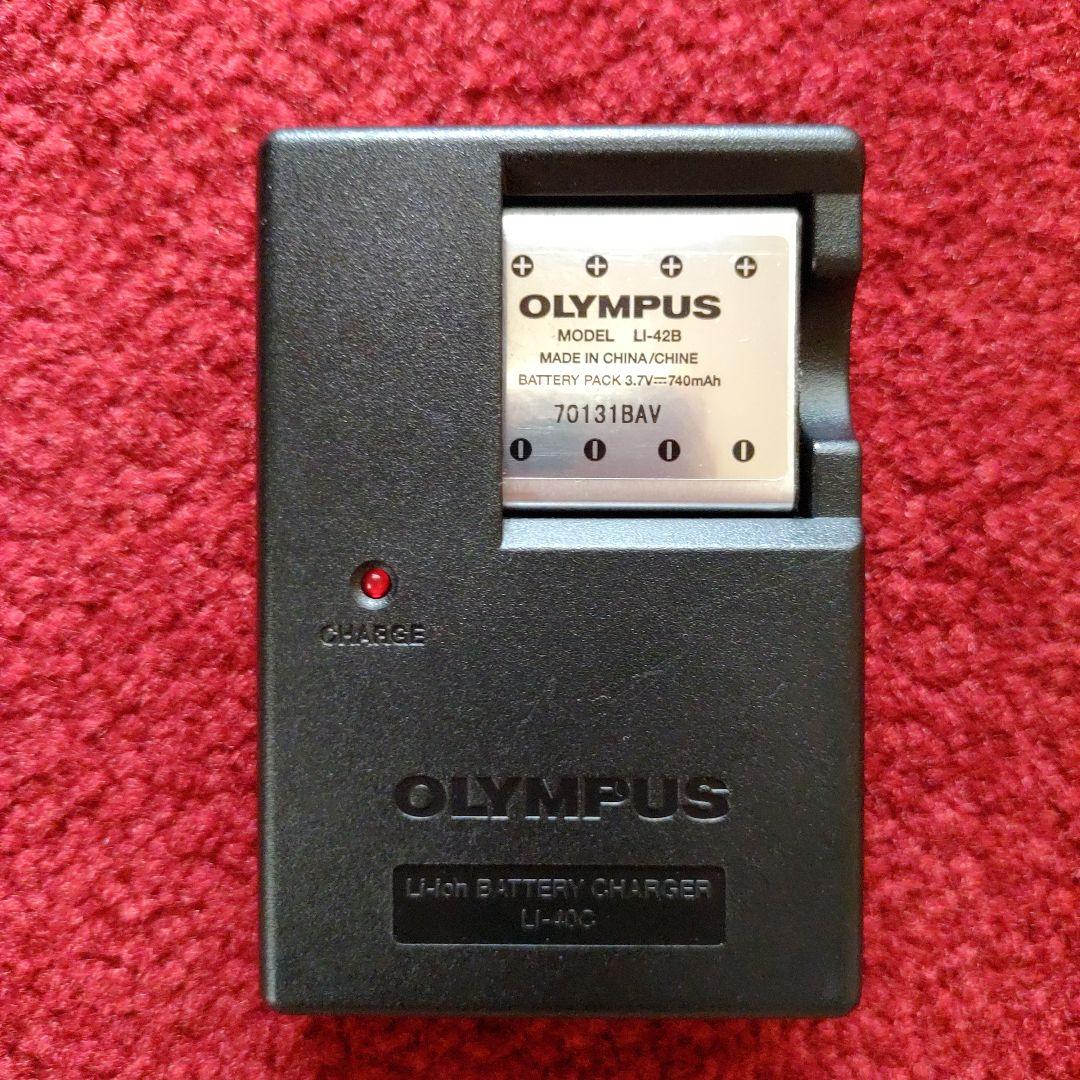 + + + +
OLYMPUS
MODEL LI-42B
MADE IN CHINA/CHINE
BATTERY PACK 3.7V⎓740mAh
70131BAV
- - - -
CHARGE
OLYMPUS
Li-ion BATTERY CHARGER
LI-40C